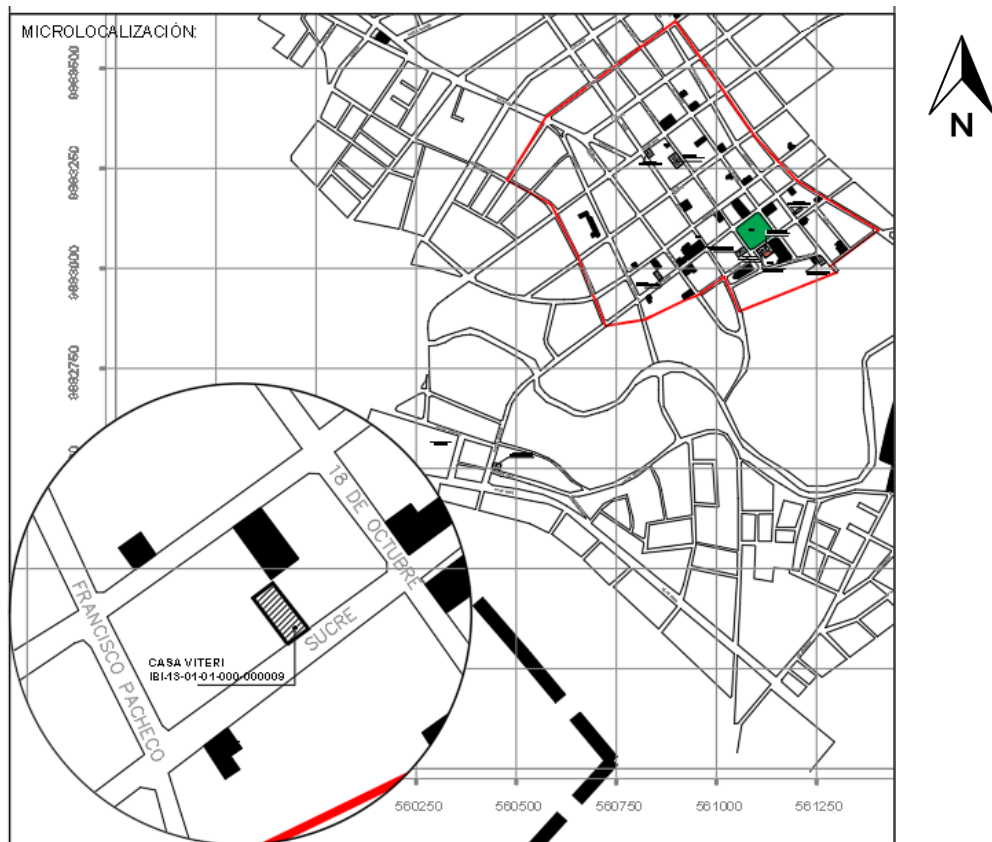 MICROLOCALIZACIÓN:
N
9883500
9883250
9883000
9882750
18 DE OCTUBRE
FRANCISCO PACHECO
SUCRE
CASA VITERI
IBI-13-01-01-000-000009
560250
560500
560750
561000
561250